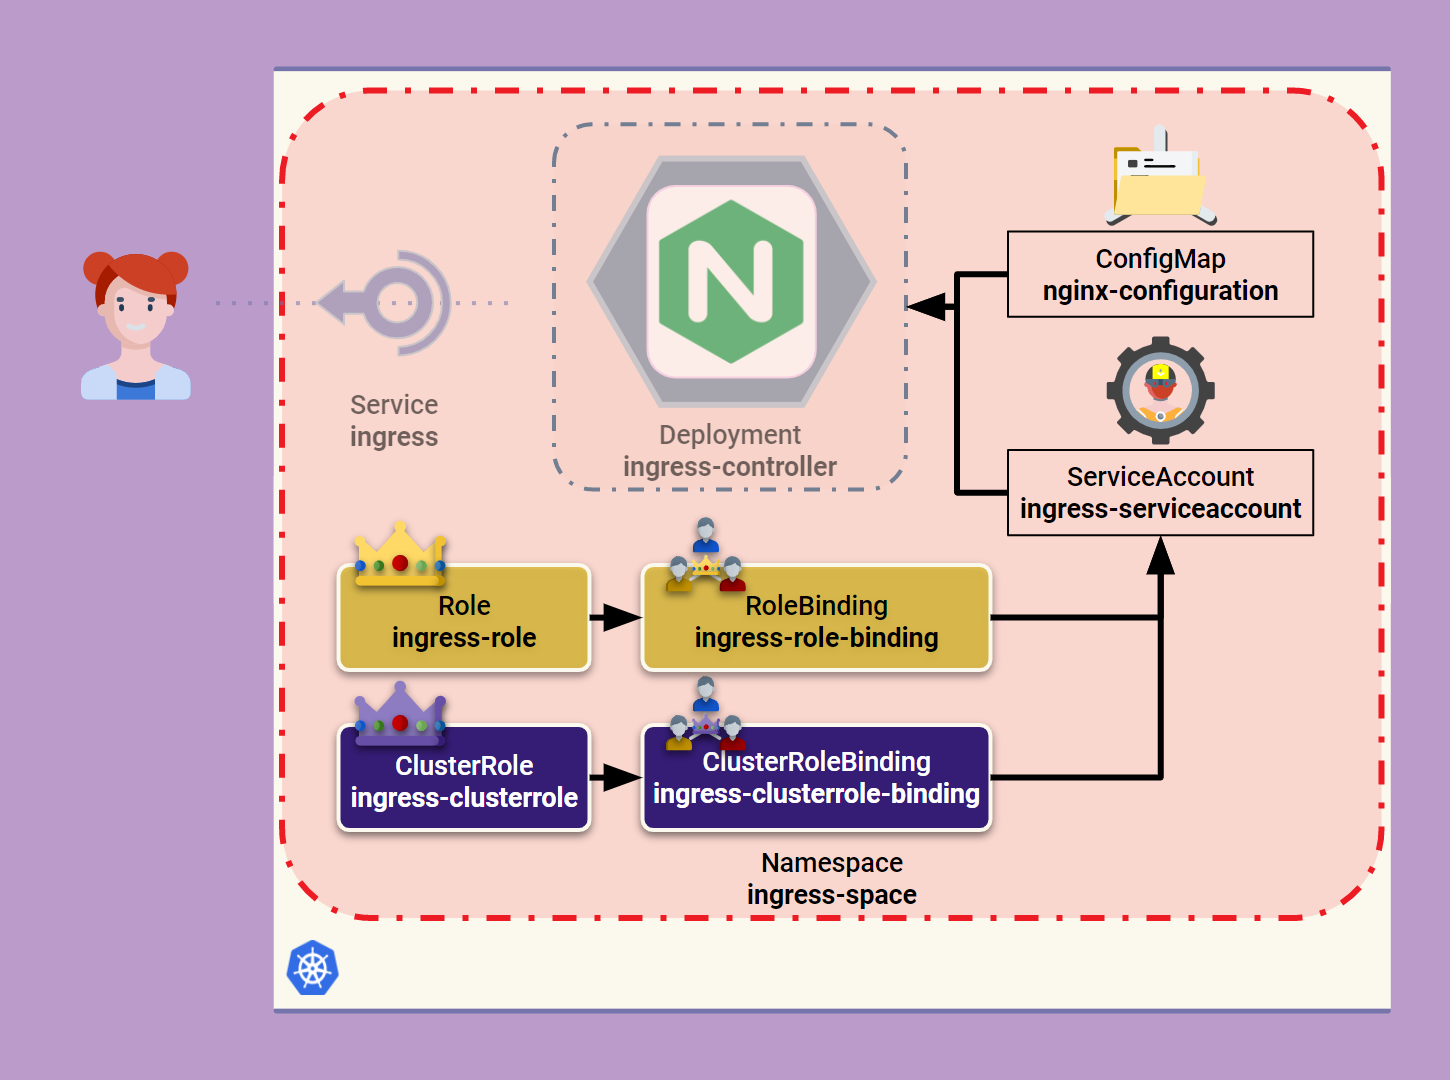 ConfigMap
nginx-configuration
Service
ingress
Deployment
ingress-controller
ServiceAccount
ingress-serviceaccount
Role
ingress-role
RoleBinding
ingress-role-binding
ClusterRole
ingress-clusterrole
ClusterRoleBinding
ingress-clusterrole-binding
Namespace
ingress-space